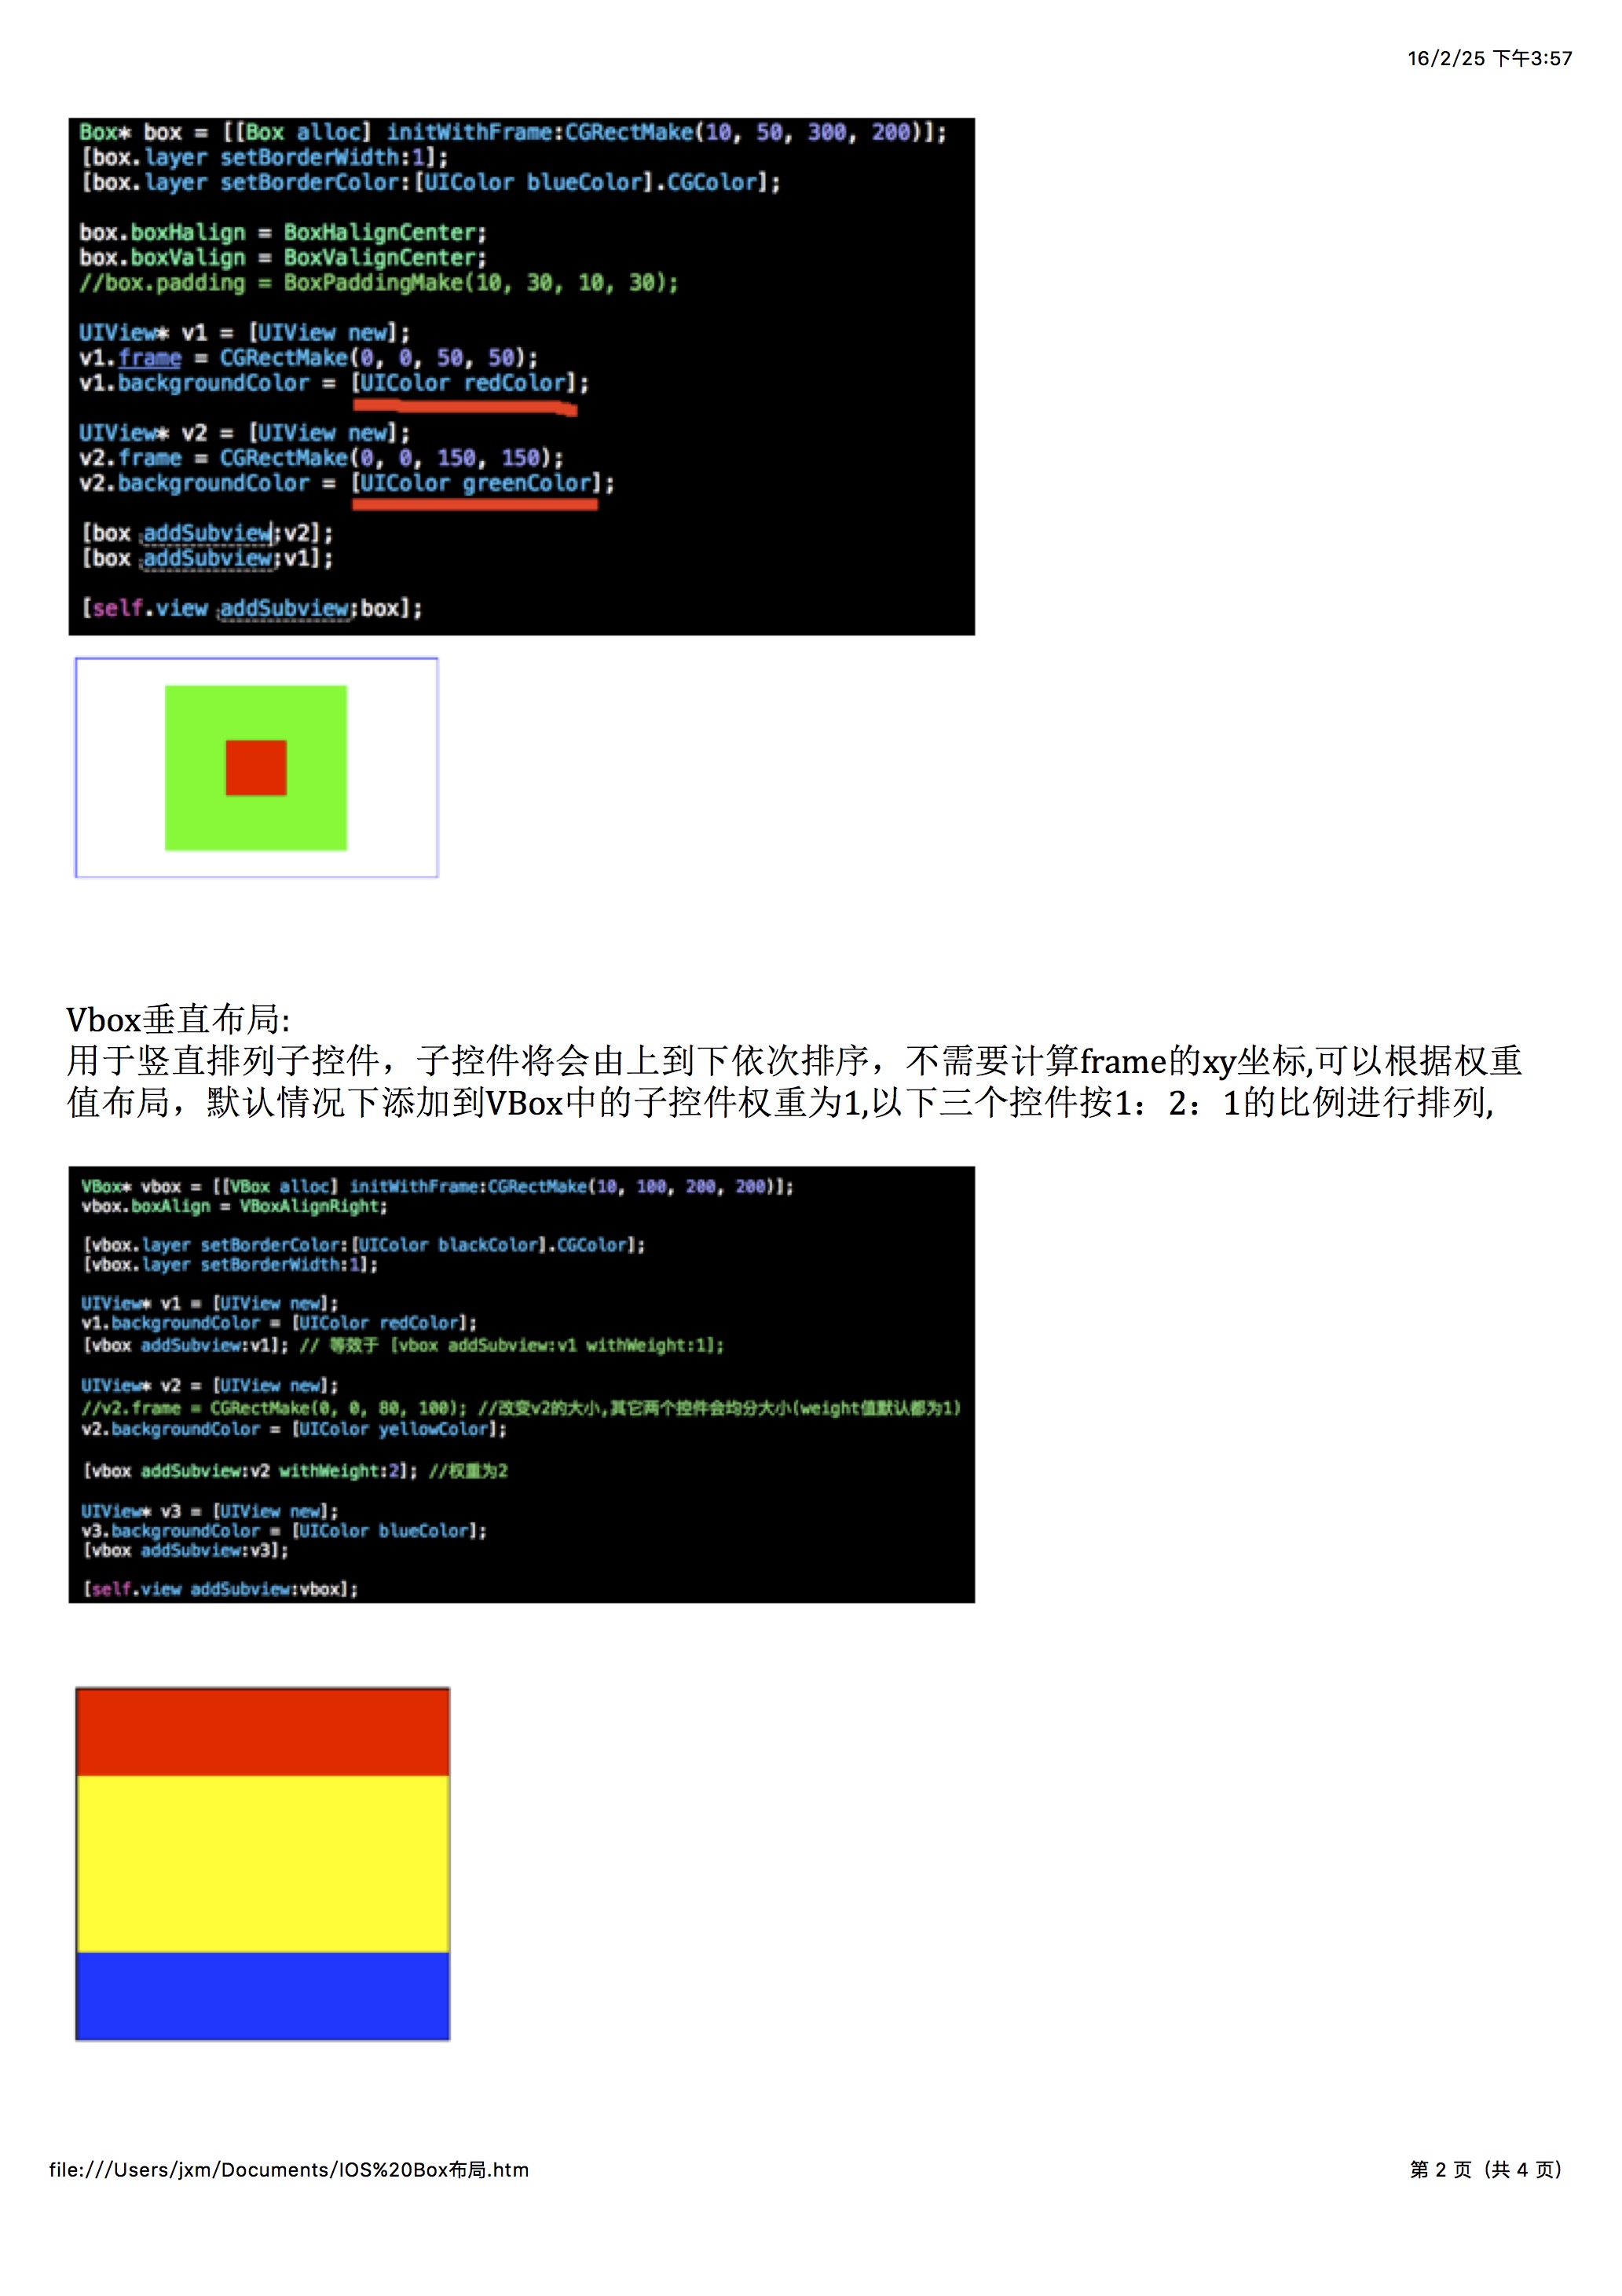 16/2/25 下午3:57
Box* box = [[Box alloc] initWithFrame:CGRectMake(10, 50, 300, 200)];
[box.layer setBorderWidth:1];
[box.layer setBorderColor:[UIColor blueColor].CGColor];
box.boxHalign = BoxHalignCenter;
box.boxValign = BoxValignCenter;
//box.padding = BoxPaddingMake(10, 30, 10, 30);
UIView* v1 = [UIView new];
v1.frame = CGRectMake(0, 0, 50, 50);
v1.backgroundColor = [UIColor redColor];
UIView* v2 = [UIView new];
v2.frame = CGRectMake(0, 0, 150, 150);
v2.backgroundColor = [UIColor greenColor];
[box addSubview:v2];
[box addSubview:v1];
[self.view addSubview:box];
Vbox垂直布局:
用于竖直排列子控件，子控件将会由上到下依次排序，不需要计算frame的xy坐标,可以根据权重
值布局，默认情况下添加到VBox中的子控件权重为1,以下三个控件按1：2：1的比例进行排列,
VBox* vbox = [[VBox alloc] initWithFrame:CGRectMake(10, 100, 200, 200)];
vbox.boxAlign = VBoxAlignRight;
[vbox.layer setBorderColor:[UIColor blackColor].CGColor];
[vbox.layer setBorderWidth:1];
UIView* v1 = [UIView new];
v1.backgroundColor = [UIColor redColor];
[vbox addSubview:v1]; // 等效于 [vbox addSubview:v1 withWeight:1];
UIView* v2 = [UIView new];
//v2.frame = CGRectMake(0, 0, 80, 100); //改变v2的大小,其它两个控件会均分大小(weight值默认都为1)
v2.backgroundColor = [UIColor yellowColor];
[vbox addSubview:v2 withWeight:2]; //权重为2
UIView* v3 = [UIView new];
v3.backgroundColor = [UIColor blueColor];
[vbox addSubview:v3];
[self.view addSubview:vbox];
file:///Users/jxm/Documents/IOS%20Box布局.htm
第 2 页（共 4 页）